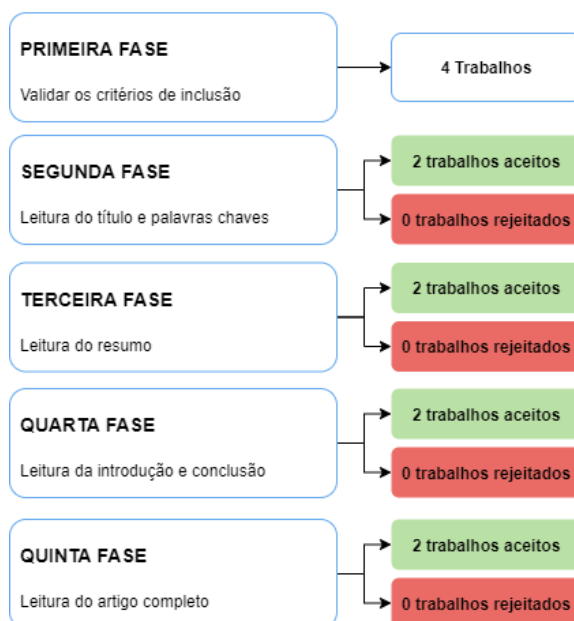 PRIMEIRA FASE
Validar os critérios de inclusão
4 Trabalhos
SEGUNDA FASE
Leitura do título e palavras chaves
2 trabalhos aceitos
0 trabalhos rejeitados
TERCEIRA FASE
Leitura do resumo
2 trabalhos aceitos
0 trabalhos rejeitados
QUARTA FASE
Leitura da introdução e conclusão
2 trabalhos aceitos
0 trabalhos rejeitados
QUINTA FASE
Leitura do artigo completo
2 trabalhos aceitos
0 trabalhos rejeitados